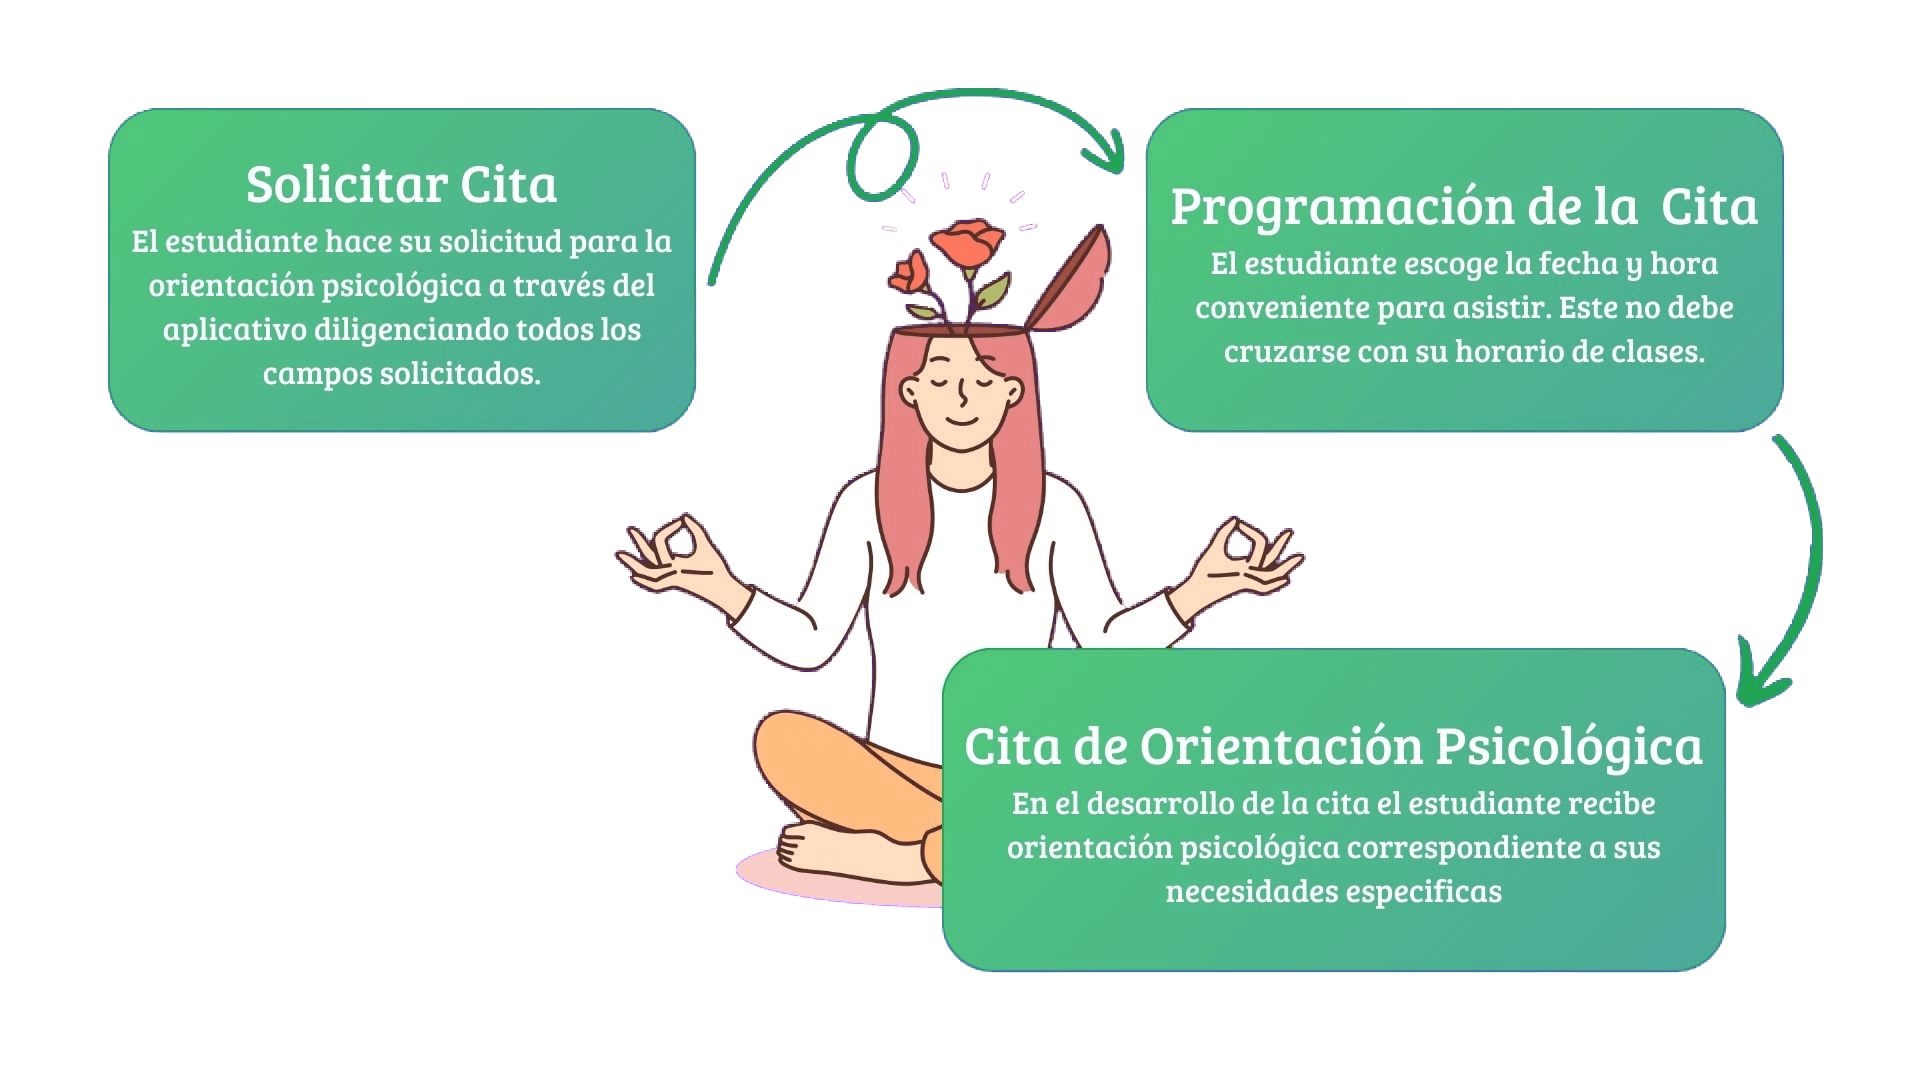 Solicitar Cita
El estudiante hace su solicitud para la
orientación psicológica a través del
aplicativo diligenciando todos los
campos solicitados.
Programación de la  Cita
El estudiante escoge la fecha y hora
conveniente para asistir. Este no debe
cruzarse con su horario de clases.
Cita de Orientación Psicológica
En el desarrollo de la cita el estudiante recibe
orientación psicológica correspondiente a sus
necesidades especificas